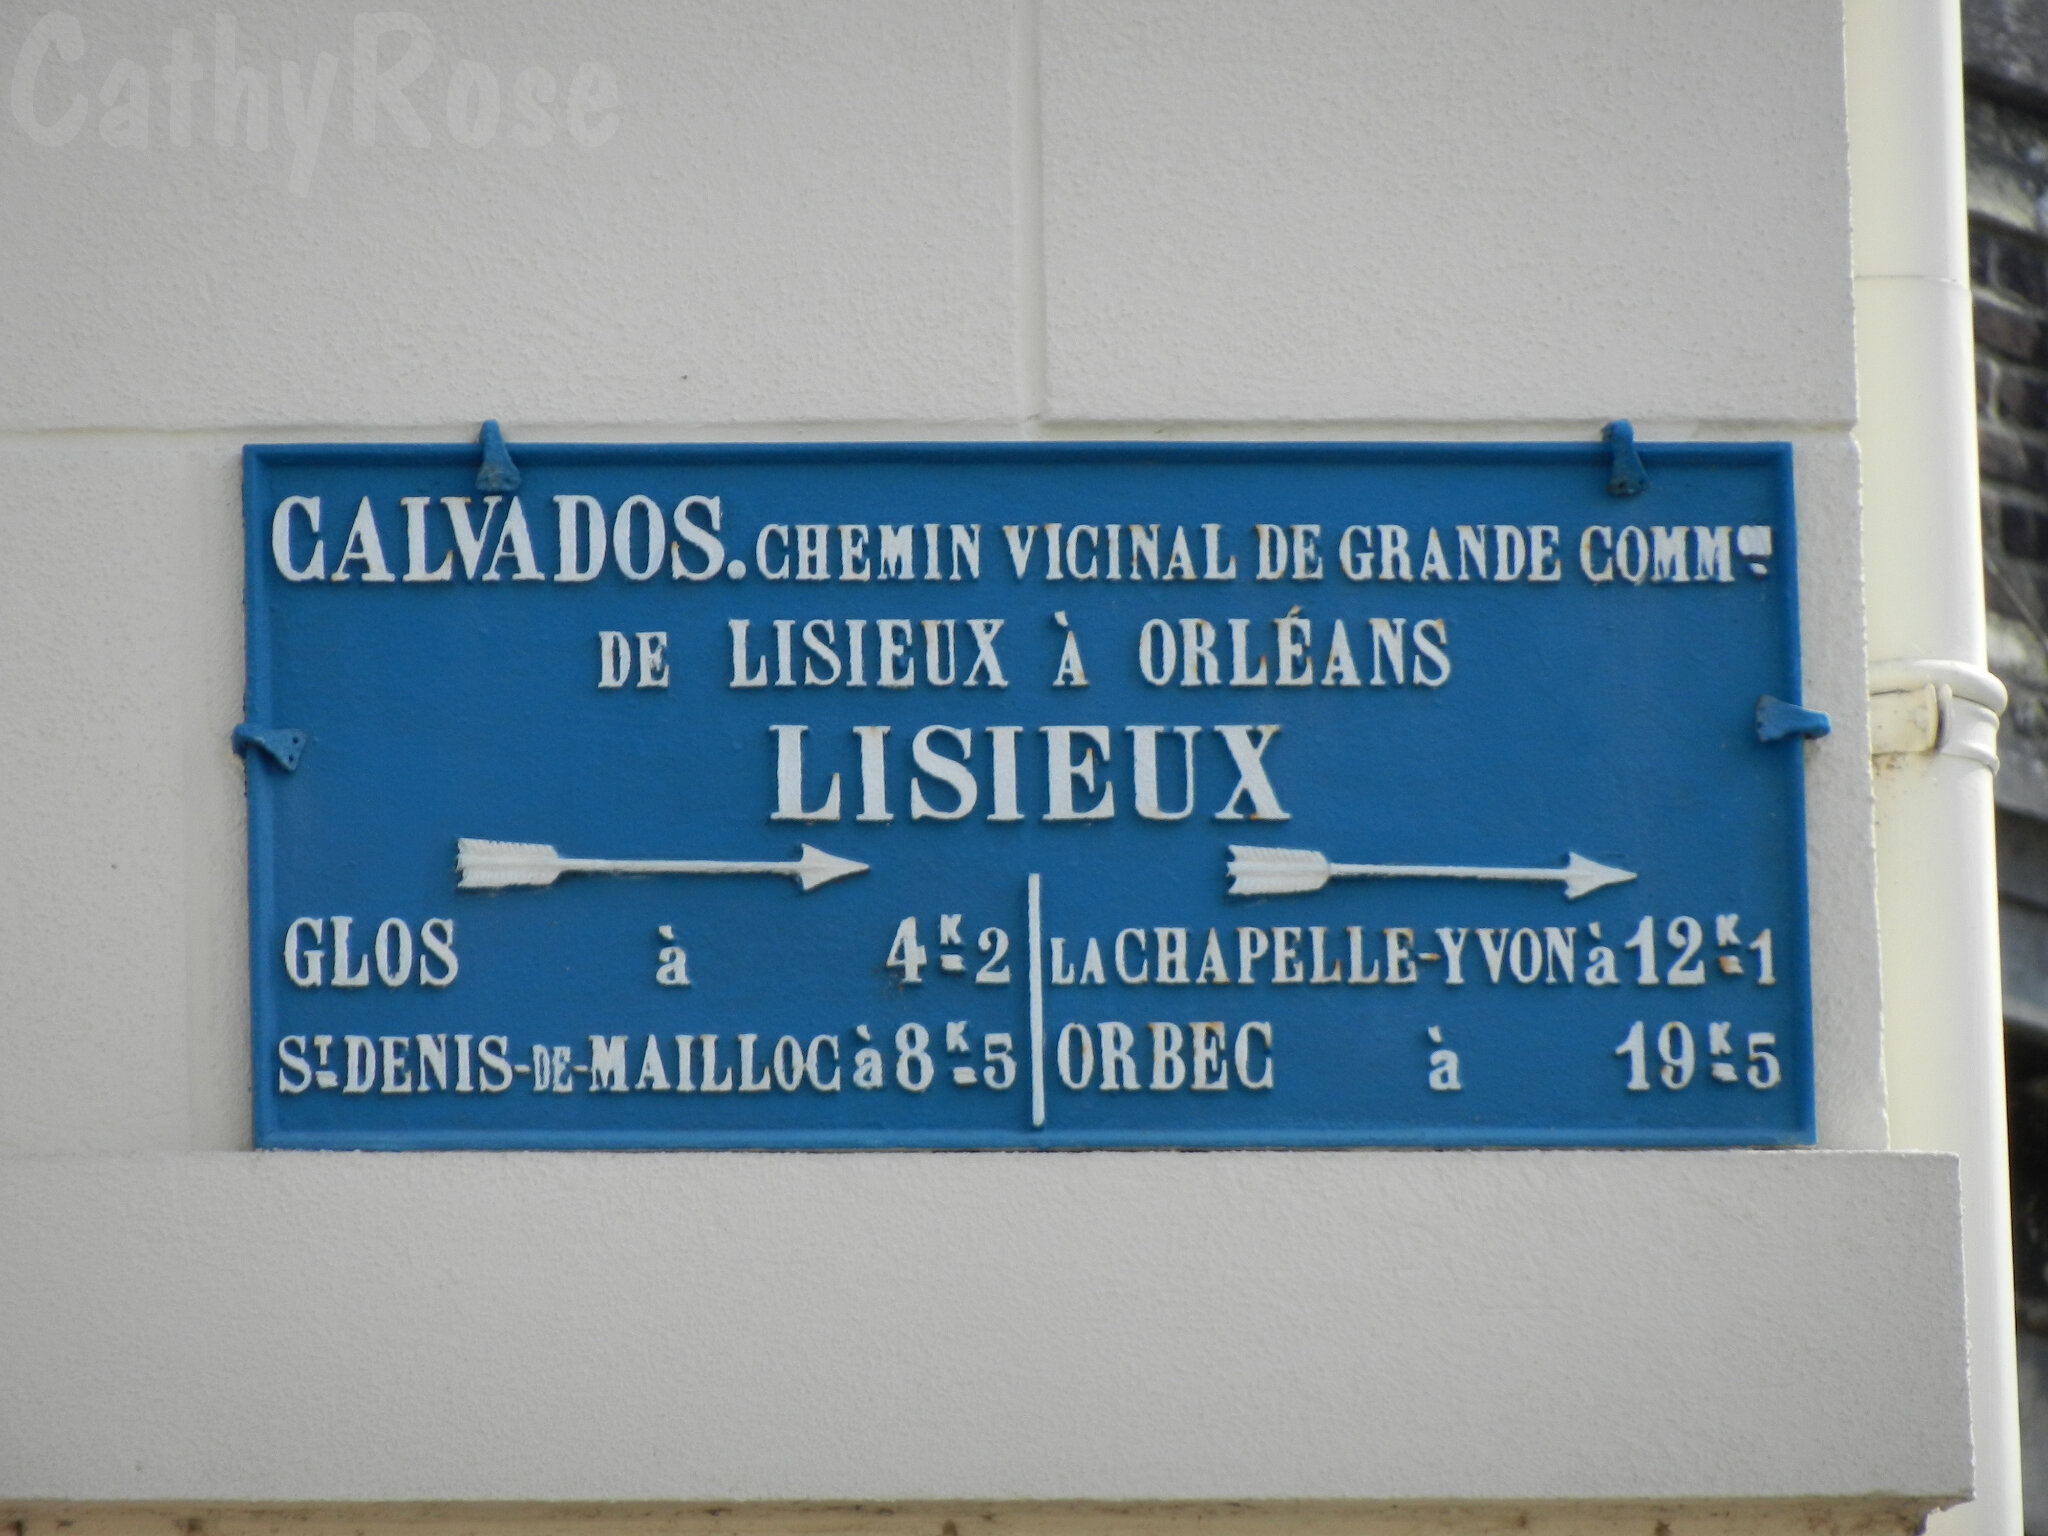 CathyRose
CALVADOS. CHEMIN VICINAL DE GRANDE COMMON
DE LISIEUX À ORLÉANS
LISIEUX
GLOS à 4K2
ST DENIS-DE-MAILLOC à 8K5
LA CHAPELLE-YVON à 12K1
ORBEC à 19K5